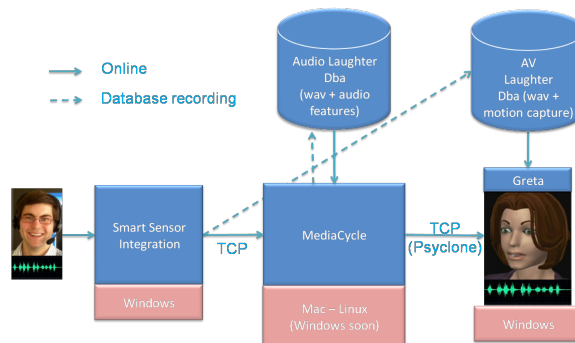 Online
Database recording
Audio Laughter
Dba
(wav + audio
features)
AV
Laughter
Dba (wav +
motion capture)
Smart Sensor
Integration
Windows
TCP
MediaCycle
Mac – Linux
(Windows soon)
TCP
(Psyclone)
Greta
Windows